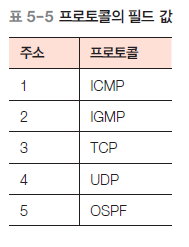 표 5-5 프로토콜의 필드 값
주소 프로토콜
1 ICMP
2 IGMP
3 TCP
4 UDP
5 OSPF